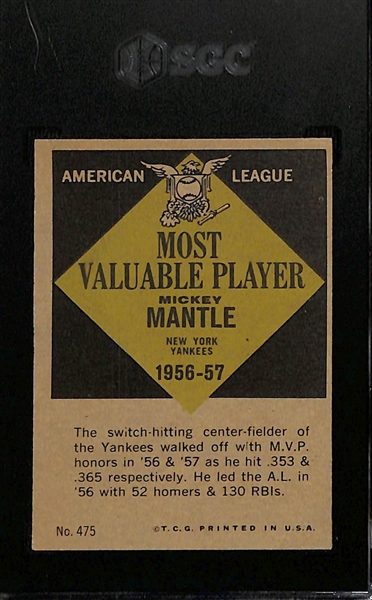 SGC
AMERICAN LEAGUE
MOST
VALUABLE PLAYER
MICKEY
MANTLE
NEW YORK
YANKEES
1956-57
The switch-hitting center-fielder of
the Yankees walked off with M.V.P.
honors in '56 & '57 as he hit .353 &
.365 respectively. He led the A.L. in
'56 with 52 homers & 130 RBIs.
No. 475 ©T.C.G. PRINTED IN U.S.A.